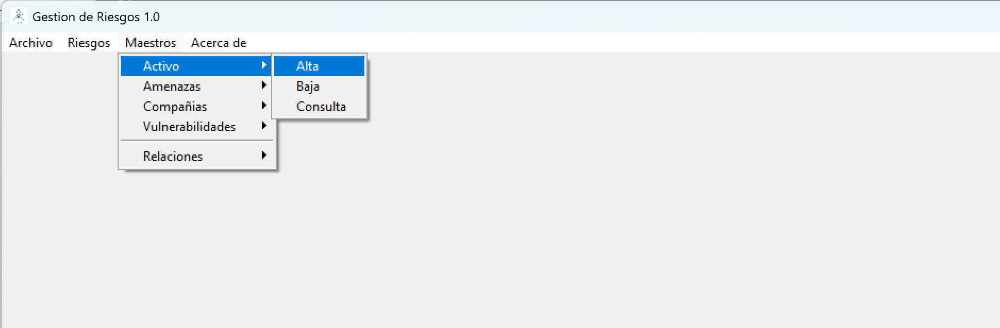 Gestion de Riesgos 1.0
Archivo Riesgos Maestros Acerca de
Activo Alta
Amenazas Baja
Compañias Consulta
Vulnerabilidades
Relaciones